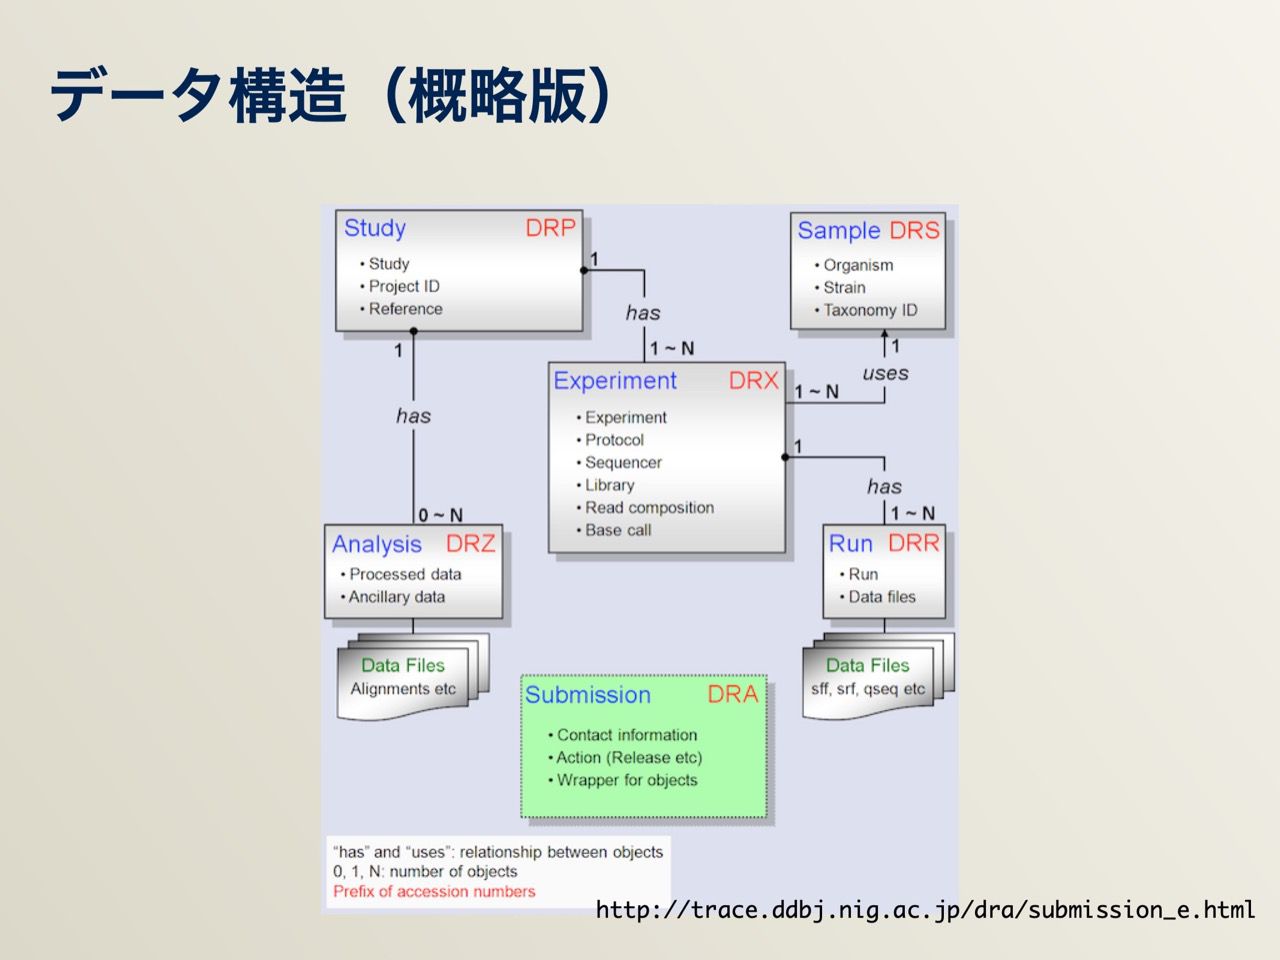 データ構造（概略版）
Study DRP
• Study
• Project ID
• Reference
1
has
1 ~ N
Sample DRS
• Organism
• Strain
• Taxonomy ID
1
uses
1 ~ N
Experiment DRX
• Experiment
• Protocol
• Sequencer
• Library
• Read composition
• Base call
1
has
1 ~ N
1
has
0 ~ N
Analysis DRZ
• Processed data
• Ancillary data
Data Files
Alignments etc
Run DRR
• Run
• Data files
Data Files
sff, srf, qseq etc
Submission DRA
• Contact information
• Action (Release etc)
• Wrapper for objects
“has” and “uses”: relationship between objects
0, 1, N: number of objects
Prefix of accession numbers
http://trace.ddbj.nig.ac.jp/dra/submission_e.html